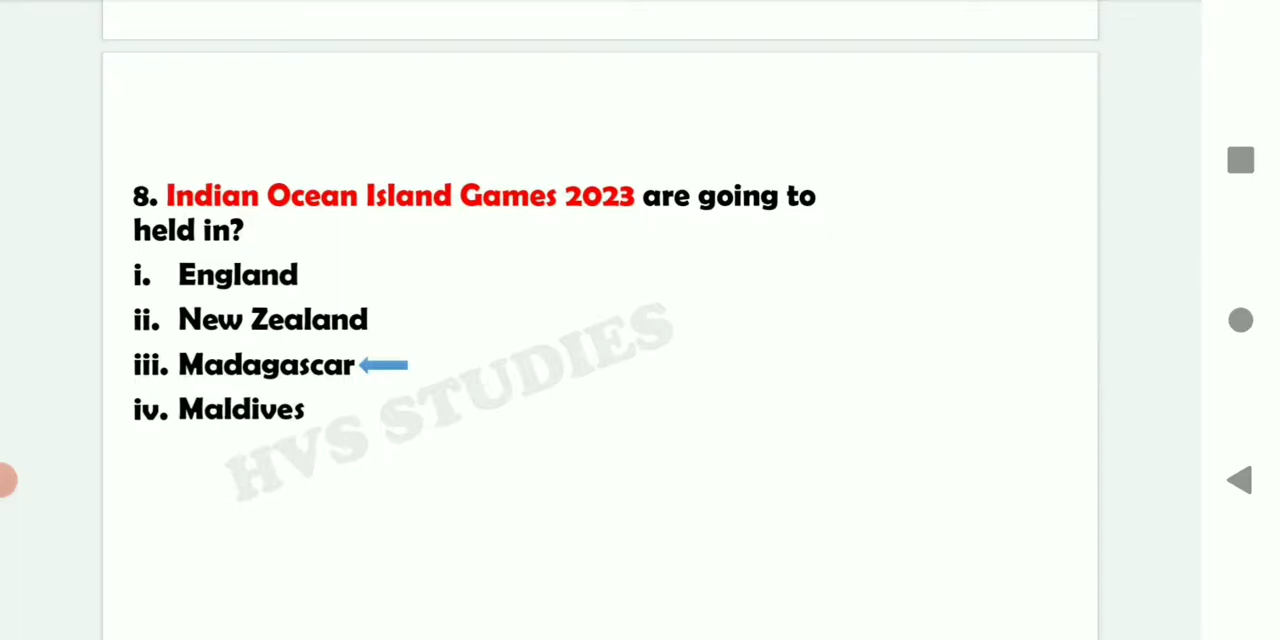 8. Indian Ocean Island Games 2023 are going to
held in?
i. England
ii. New Zealand
iii. Madagascar
iv. Maldives
HVS STUDIES